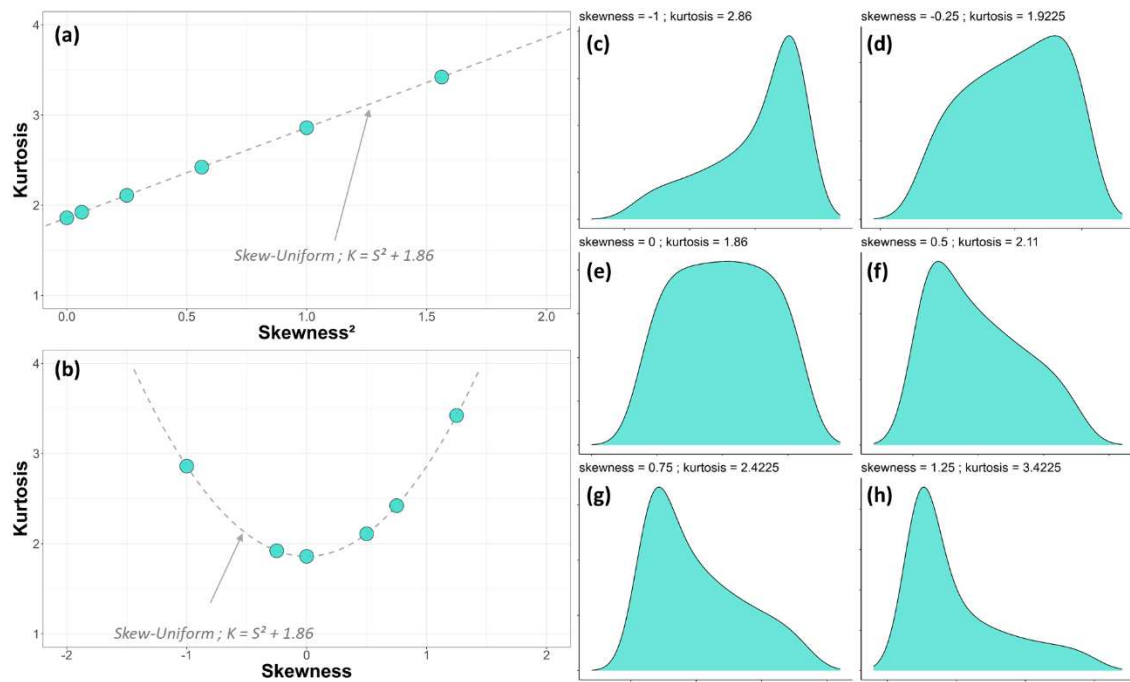 (a)
4
3
2
1
Kurtosis
Skew-Uniform ; K = S² + 1.86
0.0 0.5 1.0 1.5 2.0
Skewness²
(b)
4
3
2
1
Kurtosis
Skew-Uniform ; K = S² + 1.86
-2 -1 0 1 2
Skewness
skewness = -1 ; kurtosis = 2.86
(c)
skewness = -0.25 ; kurtosis = 1.9225
(d)
skewness = 0 ; kurtosis = 1.86
(e)
skewness = 0.5 ; kurtosis = 2.11
(f)
skewness = 0.75 ; kurtosis = 2.4225
(g)
skewness = 1.25 ; kurtosis = 3.4225
(h)